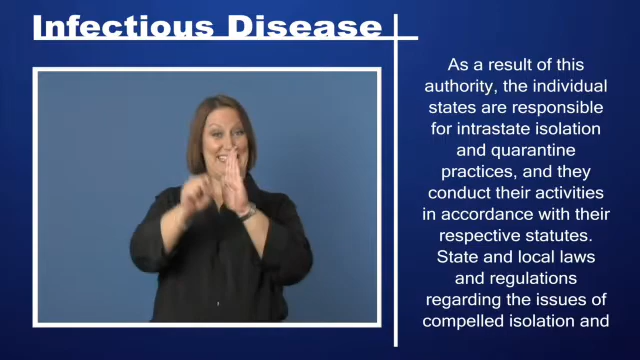 Infectious Disease
As a result of this
authority, the individual
states are responsible
for intrastate isolation
and quarantine
practices, and they
conduct their activities
in accordance with their
respective statutes.
State and local laws
and regulations
regarding the issues of
compelled isolation and